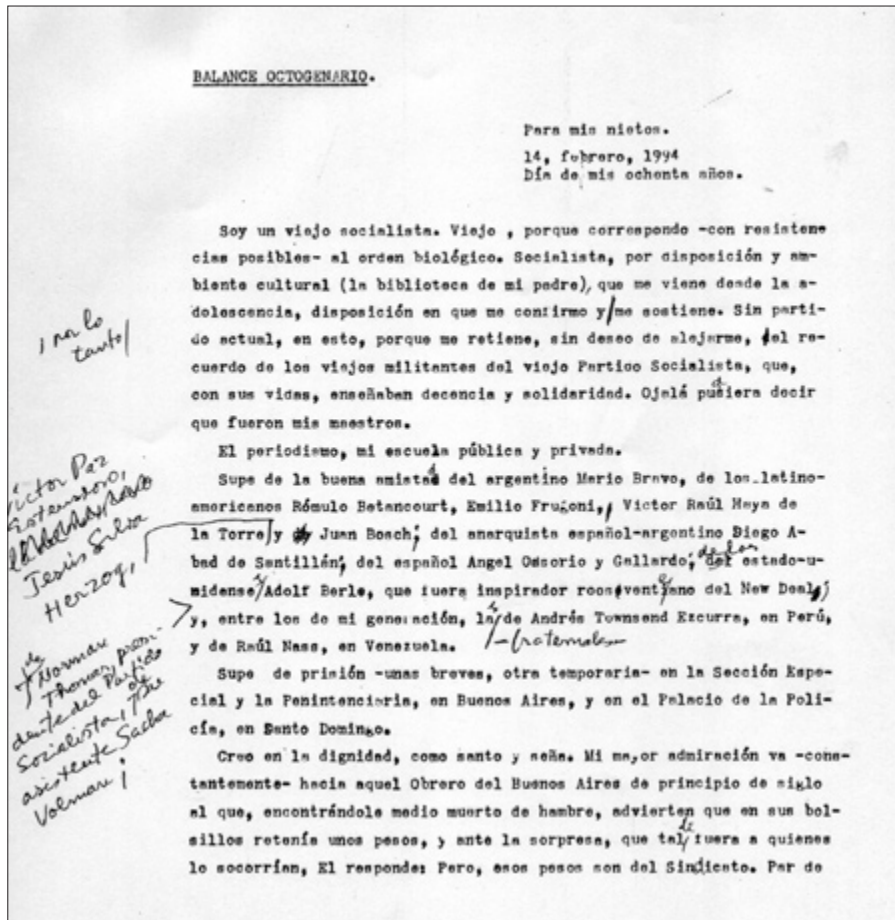 BALANCE OCTOGENARIO.
Para mis nietos.
14, febrero, 1994
Día de mis ochenta años.
Soy un viejo socialista. Viejo , porque correspondo -con resisten
cias posibles- al orden biológico. Socialista, por disposición y am-
biente cultural (la biblioteca de mi padre), que me viene desde la a-
dolescencia, disposición en que me confirmo y/me sostiene. Sin parti-
do actual, en esto, porque me retiene, sin deseo de alejarme, el re-
cuerdo de los viejos militantes del viejo Partido Socialista, que,
con sus vidas, enseñaban decencia y solidaridad. Ojalá pudiera decir
que fueron mis maestros.
, por lo
tanto/
El periodismo, mi escuela pública y privada.
Supe de la buena amistad del argentino Mario Bravo, de los latino-
americanos Rómulo Betancourt, Emilio Frugoni, Victor Raúl Haya de
la Torre/y Juan Bosch; del anarquista español-argentino Diego A-
bad de Santillán; del español Angel Ossorio y Gallardo; de los estado-u-
nidense/Adolf Berle, que fuera inspirador rooseventeano del New Deal;
y, entre los de mi generación, la/de Andrés Townsend Ezcurra, en Perú,
y de Raúl Nass, en Venezuela. /-fraternales-
Víctor Paz
Estenssoro,
Jesús Silva
Herzog,
+ de Norman
Thomas, presi-
dente del Partido
Socialista, y de
asistente Sacha
Volman;
Supe de prisión -unas breves, otra temporaria- en la Sección Espe-
cial y la Penintenciaria, en Buenos Aires, y en el Palacio de la Poli-
cía, en Santo Domingo.
Creo en la dignidad, como santo y seña. Mi mayor admiración va -cons-
tantemente- hacia aquel Obrero del Buenos Aires de principio de siglo
al que, encontrándole medio muerto de hambre, advierten que en sus bol-
sillos retenía unos pesos, y ante la sorpresa, que tal/de fuera a quienes
lo socorrían, El responde: Pero, esos pesos son del Sindicato. Par de